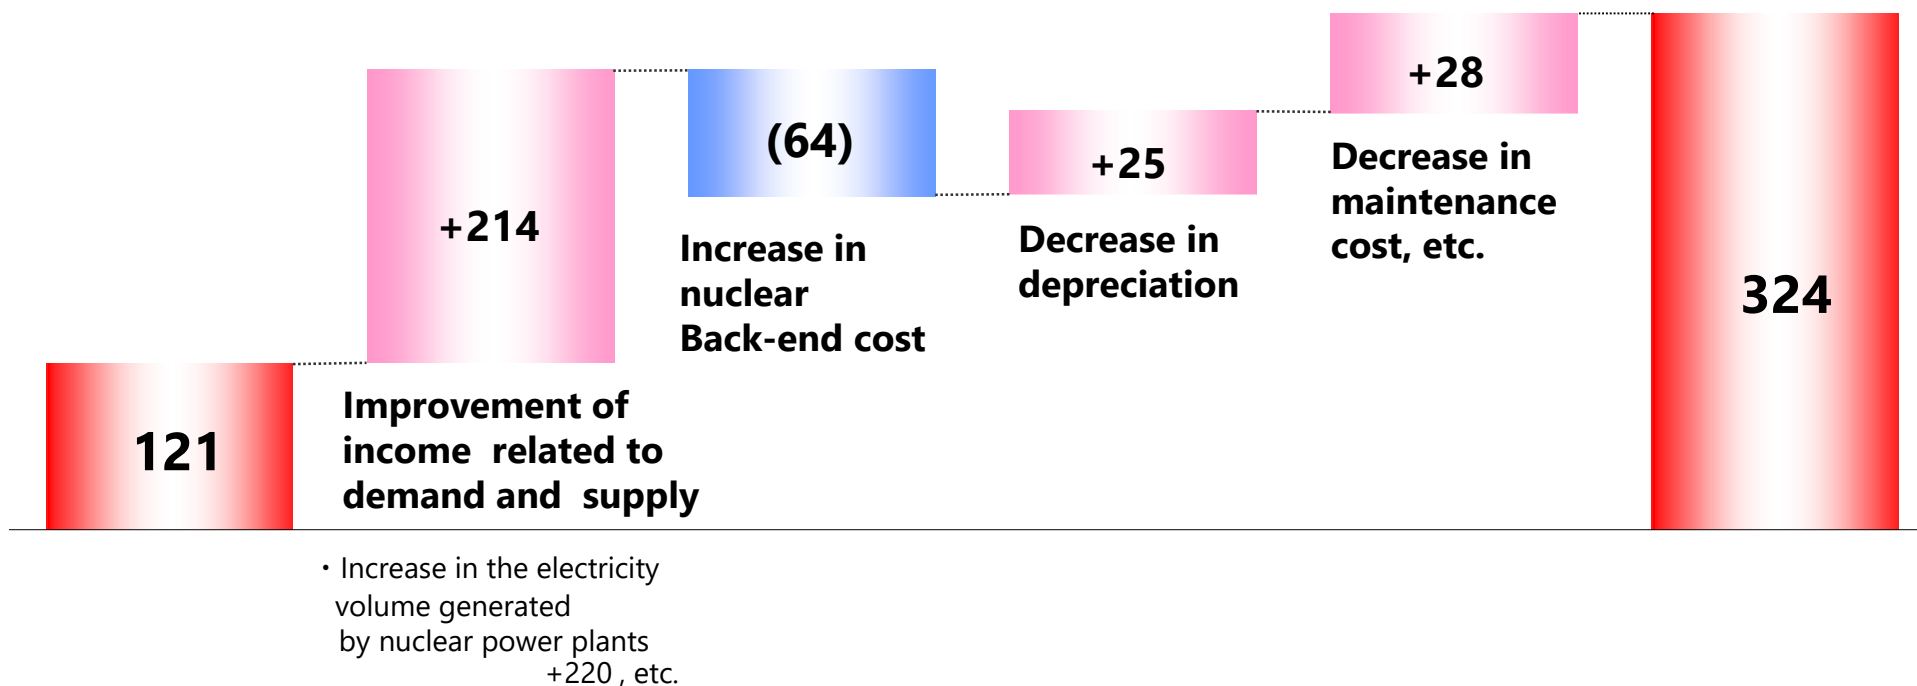 121
+214
Improvement of
income related to
demand and supply
・Increase in the electricity
volume generated
by nuclear power plants
+220 , etc.
(64)
Increase in
nuclear
Back-end cost
+25
Decrease in
depreciation
+28
Decrease in
maintenance
cost, etc.
324